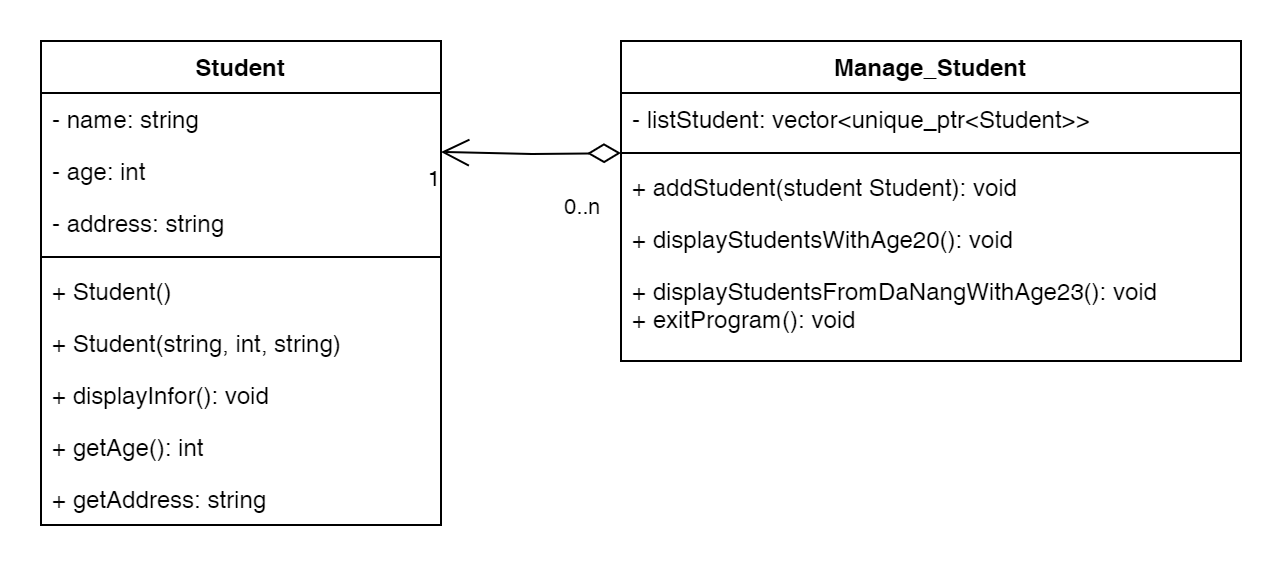 Student
- name: string
- age: int
- address: string
+ Student()
+ Student(string, int, string)
+ displayInfor(): void
+ getAge(): int
+ getAddress: string
1
0..n
Manage_Student
- listStudent: vector<unique_ptr<Student>>
+ addStudent(student Student): void
+ displayStudentsWithAge20(): void
+ displayStudentsFromDaNangWithAge23(): void
+ exitProgram(): void